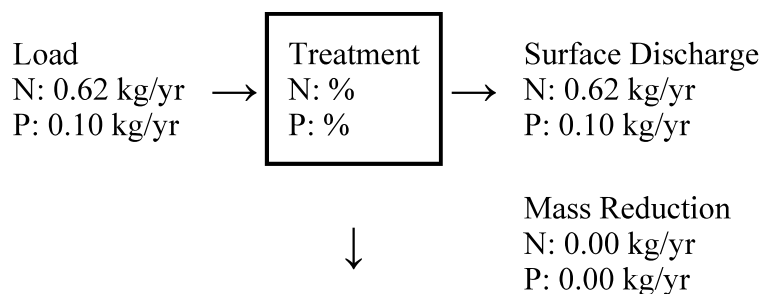 Load
N: 0.62 kg/yr
P: 0.10 kg/yr
Treatment
N: %
P: %
Surface Discharge
N: 0.62 kg/yr
P: 0.10 kg/yr
Mass Reduction
N: 0.00 kg/yr
P: 0.00 kg/yr